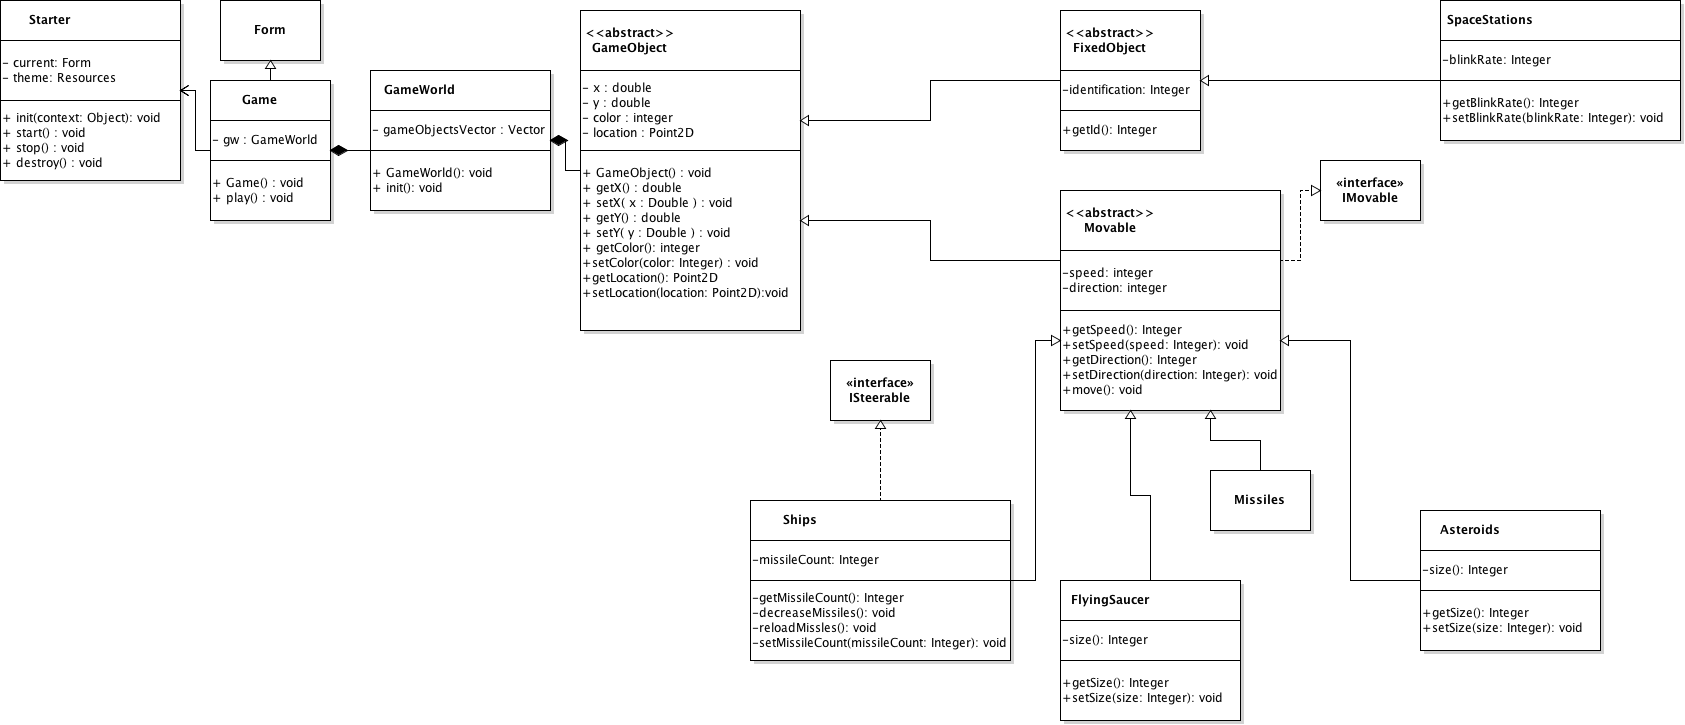 Starter
- current: Form
- theme: Resources
+ init(context: Object): void
+ start() : void
+ stop() : void
+ destroy() : void
Form
Game
- gw : GameWorld
+ Game() : void
+ play() : void
GameWorld
- gameObjectsVector : Vector
+ GameWorld(): void
+ init(): void
<<abstract>>
GameObject
- x : double
- y : double
- color : integer
- location : Point2D
+ GameObject() : void
+ getX() : double
+ setX( x : Double ) : void
+ getY() : double
+ setY( y : Double ) : void
+ getColor(): integer
+setColor(color: Integer) : void
+getLocation(): Point2D
+setLocation(location: Point2D):void
<<abstract>>
FixedObject
-identification: Integer
+getId(): Integer
SpaceStations
-blinkRate: Integer
+getBlinkRate(): Integer
+setBlinkRate(blinkRate: Integer): void
«interface»
IMovable
<<abstract>>
Movable
-speed: integer
-direction: integer
+getSpeed(): Integer
+setSpeed(speed: Integer): void
+getDirection(): Integer
+setDirection(direction: Integer): void
+move(): void
«interface»
ISteerable
Ships
-missileCount: Integer
-getMissileCount(): Integer
-decreaseMissiles(): void
-reloadMissles(): void
-setMissileCount(missileCount: Integer): void
Missiles
FlyingSaucer
-size(): Integer
+getSize(): Integer
+setSize(size: Integer): void
Asteroids
-size(): Integer
+getSize(): Integer
+setSize(size: Integer): void